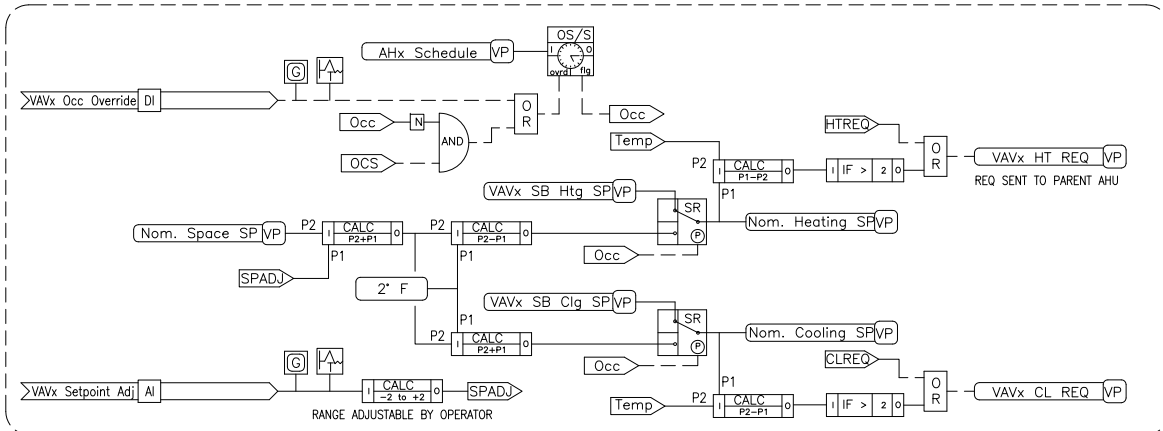 OS/S
AHx Schedule VP I O
ovrd flg
G T
VAVx Occ Override DI
O
R
Occ N
AND
OCS
Occ
Temp
HTREQ
P2 I CALC O
P1-P2
I IF > 2 O
O
R
VAVx HT REQ VP
REQ SENT TO PARENT AHU
P1
VAVx SB Htg SP VP
SR
P
Nom. Heating SP VP
Nom. Space SP VP P2 I CALC O
P2+P1
P2 I CALC O
P2-P1
P1
SPADJ
Occ
2° F
P1
VAVx SB Clg SP VP
SR
P
Nom. Cooling SP VP
P2 I CALC O
P2+P1
Occ
CLREQ
G T
P1
VAVx Setpoint Adj AI
I CALC O
-2 to +2
SPADJ
RANGE ADJUSTABLE BY OPERATOR
Temp P2 I CALC O
P2-P1
I IF > 2 O
O
R
VAVx CL REQ VP